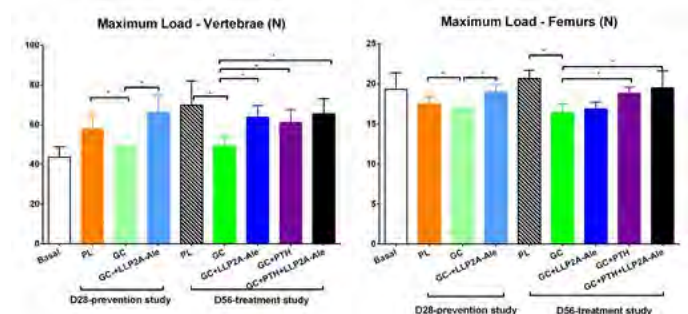 Maximum Load - Vertebrae (N)
100
80
60
40
20
0
Basal
PL
GC
GC+LLP2A-Ale
PL
GC
GC+LLP2A-Ale
GC+PTH
GC+PTH+LLP2A-Ale
D28-prevention study
D56-treatment study
Maximum Load - Femurs (N)
25
20
15
10
5
0
Basal
PL
GC
GC+LLP2A-Ale
PL
GC
GC+LLP2A-Ale
GC+PTH
GC+PTH+LLP2A-Ale
D28-prevention study
D56-treatment study